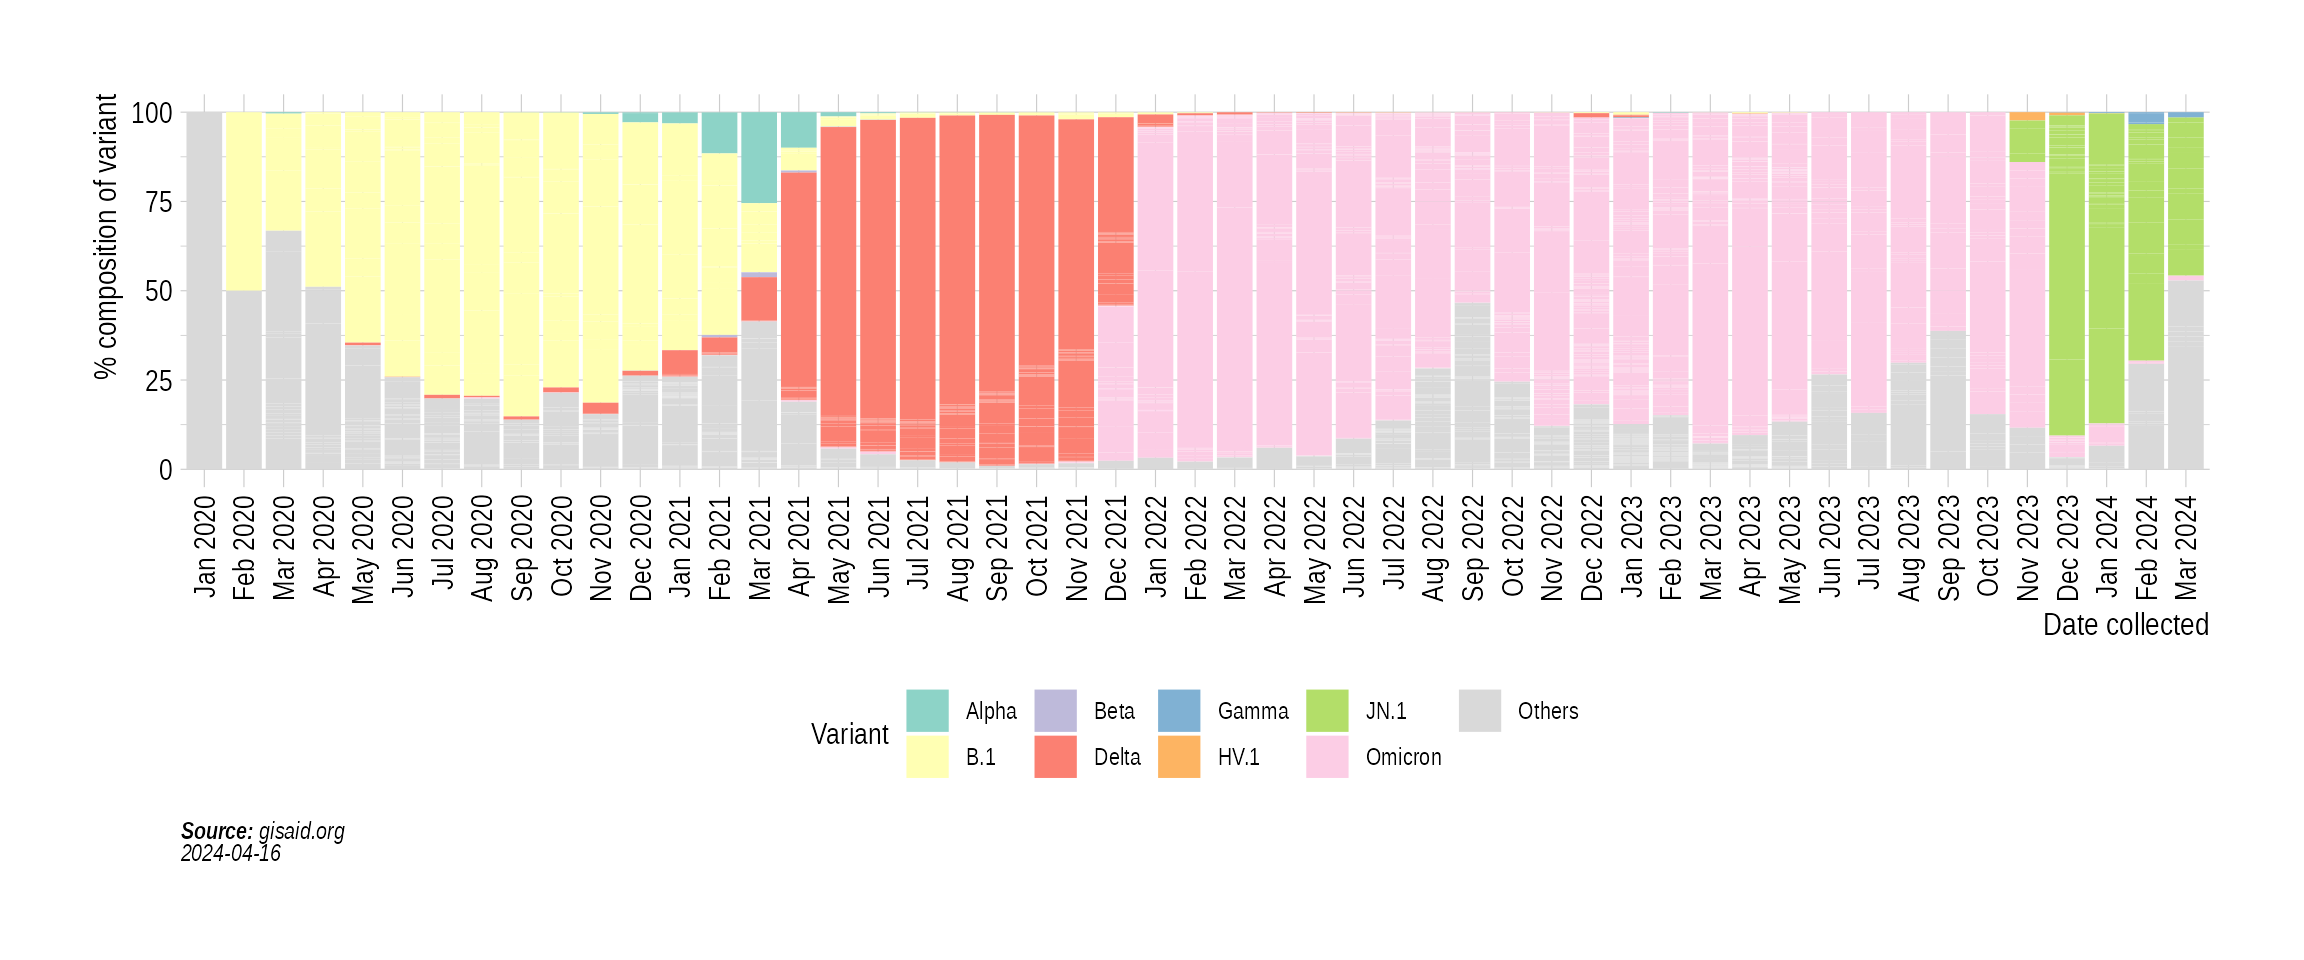 % composition of variant
100
75
50
25
0
Jan 2020
Feb 2020
Mar 2020
Apr 2020
May 2020
Jun 2020
Jul 2020
Aug 2020
Sep 2020
Oct 2020
Nov 2020
Dec 2020
Jan 2021
Feb 2021
Mar 2021
Apr 2021
May 2021
Jun 2021
Jul 2021
Aug 2021
Sep 2021
Oct 2021
Nov 2021
Dec 2021
Jan 2022
Feb 2022
Mar 2022
Apr 2022
May 2022
Jun 2022
Jul 2022
Aug 2022
Sep 2022
Oct 2022
Nov 2022
Dec 2022
Jan 2023
Feb 2023
Mar 2023
Apr 2023
May 2023
Jun 2023
Jul 2023
Aug 2023
Sep 2023
Oct 2023
Nov 2023
Dec 2023
Jan 2024
Feb 2024
Mar 2024
Date collected
Variant
Alpha
Beta
Gamma
JN.1
Others
B.1
Delta
HV.1
Omicron
Source: gisaid.org
2024-04-16